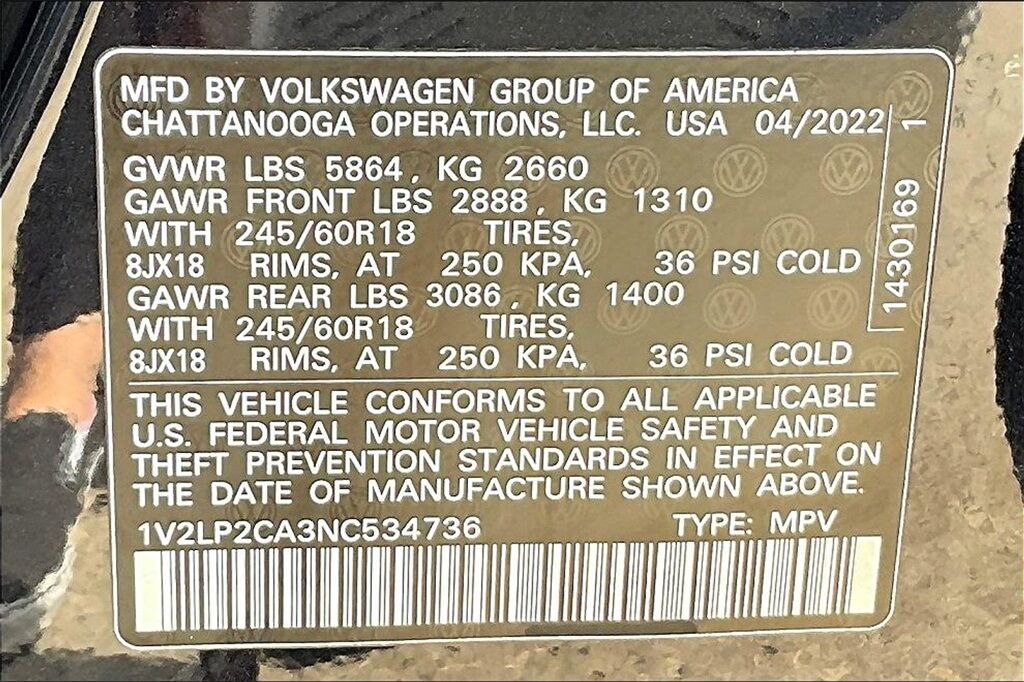 MFD BY VOLKSWAGEN GROUP OF AMERICA
CHATTANOOGA OPERATIONS, LLC. USA 04/2022
GVWR LBS 5864, KG 2660
GAWR FRONT LBS 2888, KG 1310
WITH 245/60R18 TIRES,
8JX18 RIMS, AT 250 KPA, 36 PSI COLD
GAWR REAR LBS 3086, KG 1400
WITH 245/60R18 TIRES,
8JX18 RIMS, AT 250 KPA, 36 PSI COLD
1430169 1
THIS VEHICLE CONFORMS TO ALL APPLICABLE
U.S. FEDERAL MOTOR VEHICLE SAFETY AND
THEFT PREVENTION STANDARDS IN EFFECT ON
THE DATE OF MANUFACTURE SHOWN ABOVE.
1V2LP2CA3NC534736 TYPE: MPV